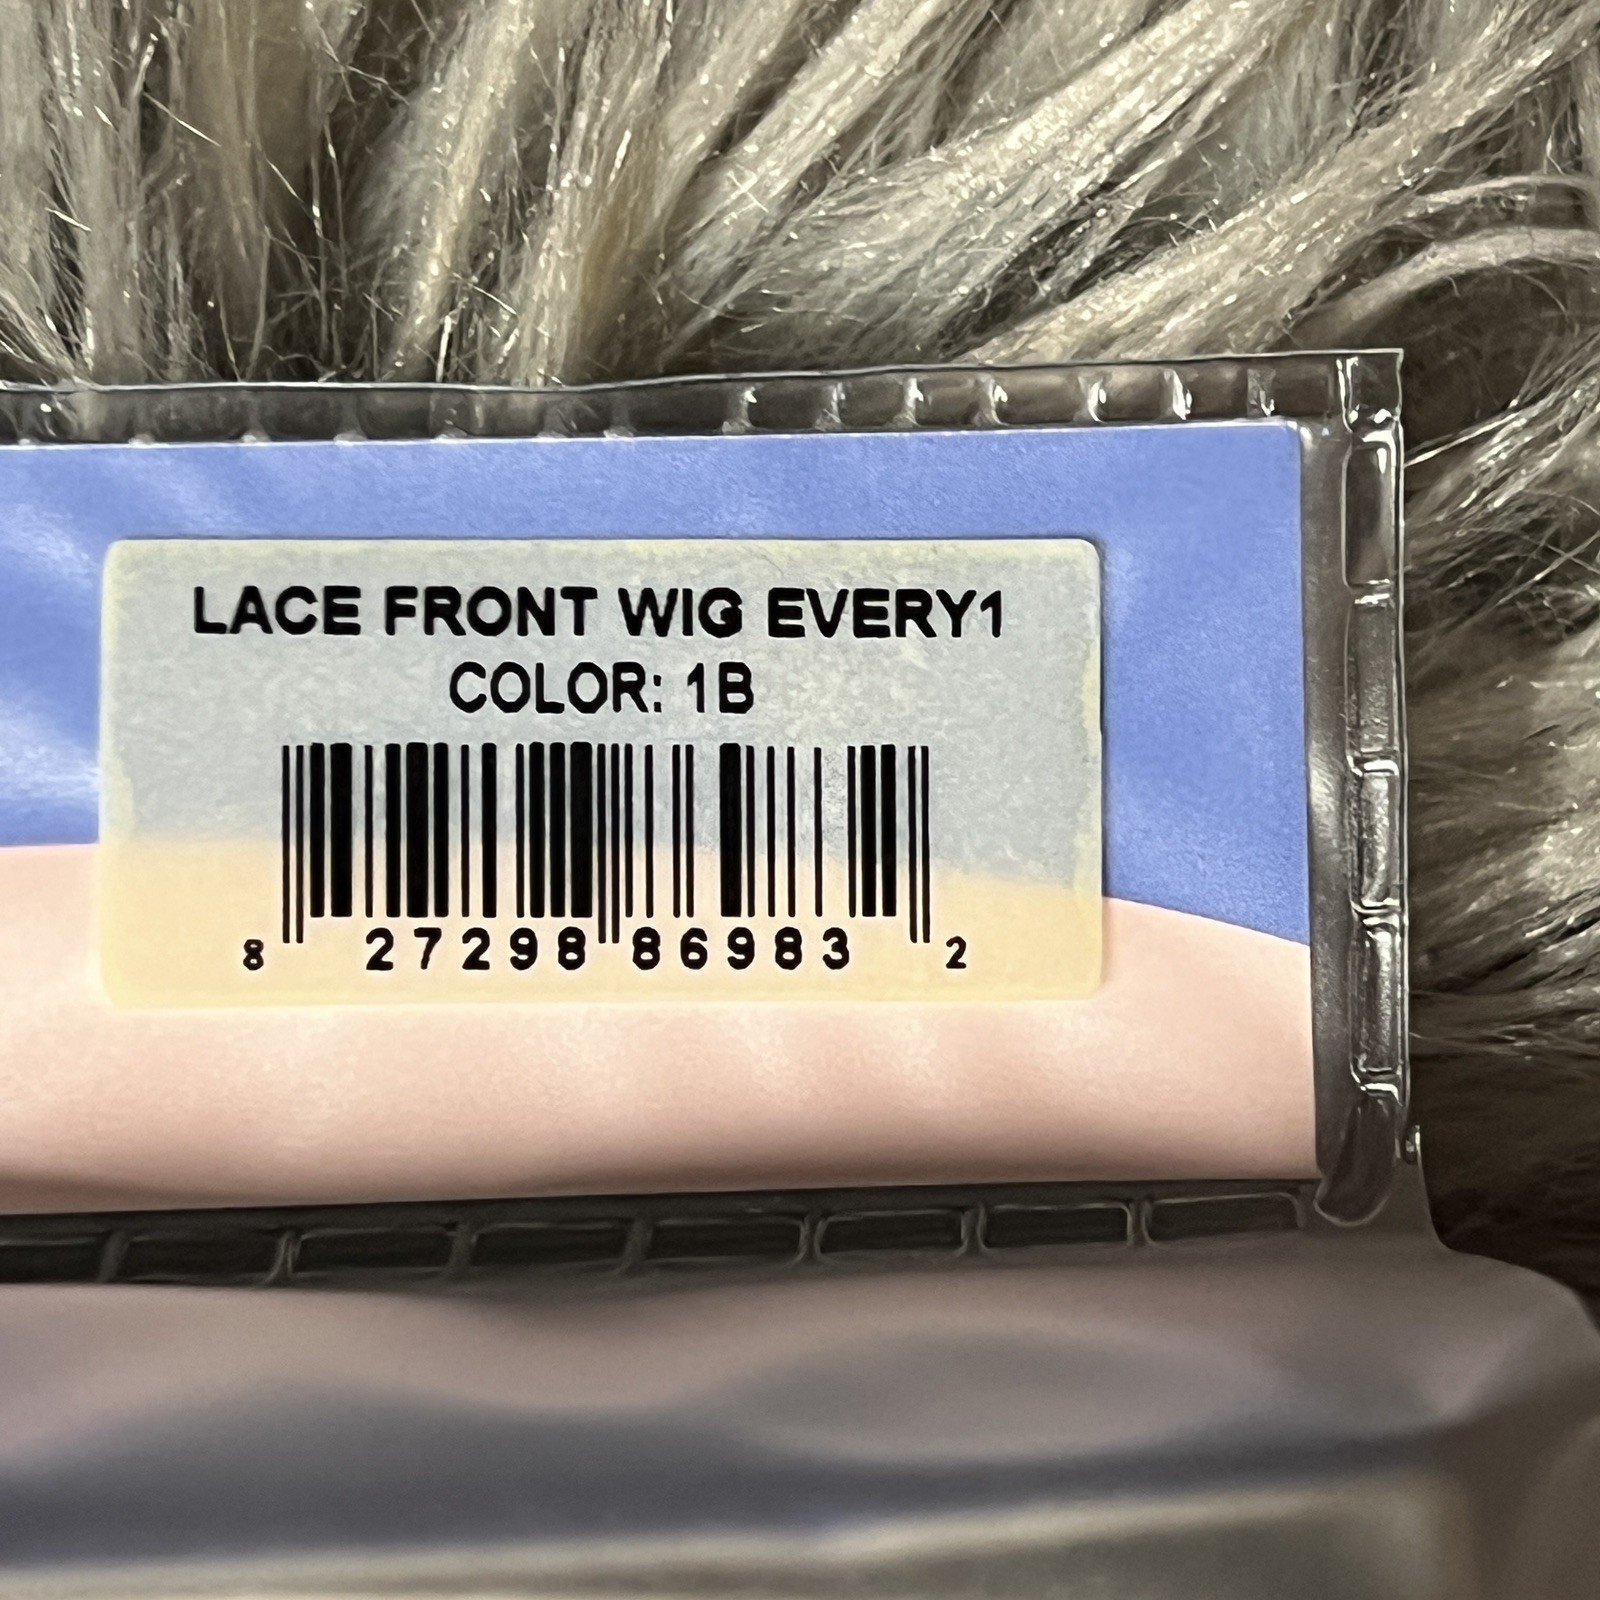 LACE FRONT WIG EVERY1
COLOR: 1B
8 27298 86983 2